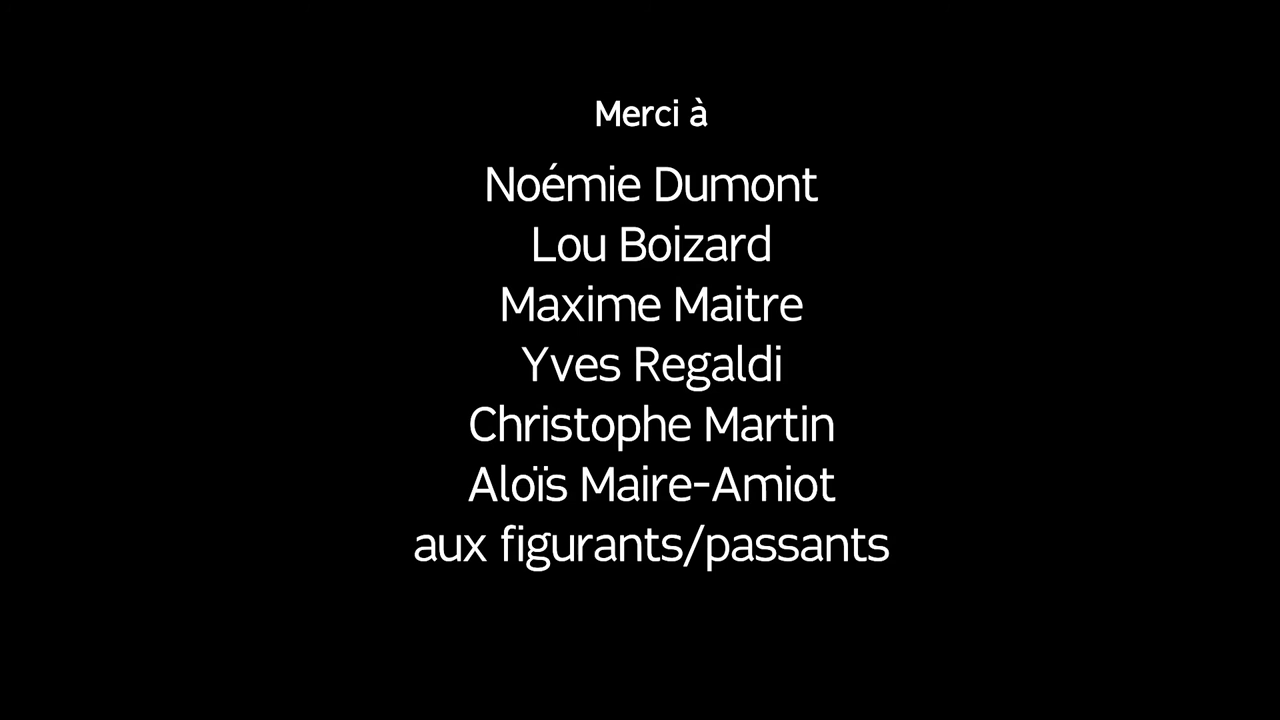 Merci à
Noémie Dumont
Lou Boizard
Maxime Maitre
Yves Regaldi
Christophe Martin
Aloïs Maire-Amiot
aux figurants/passants